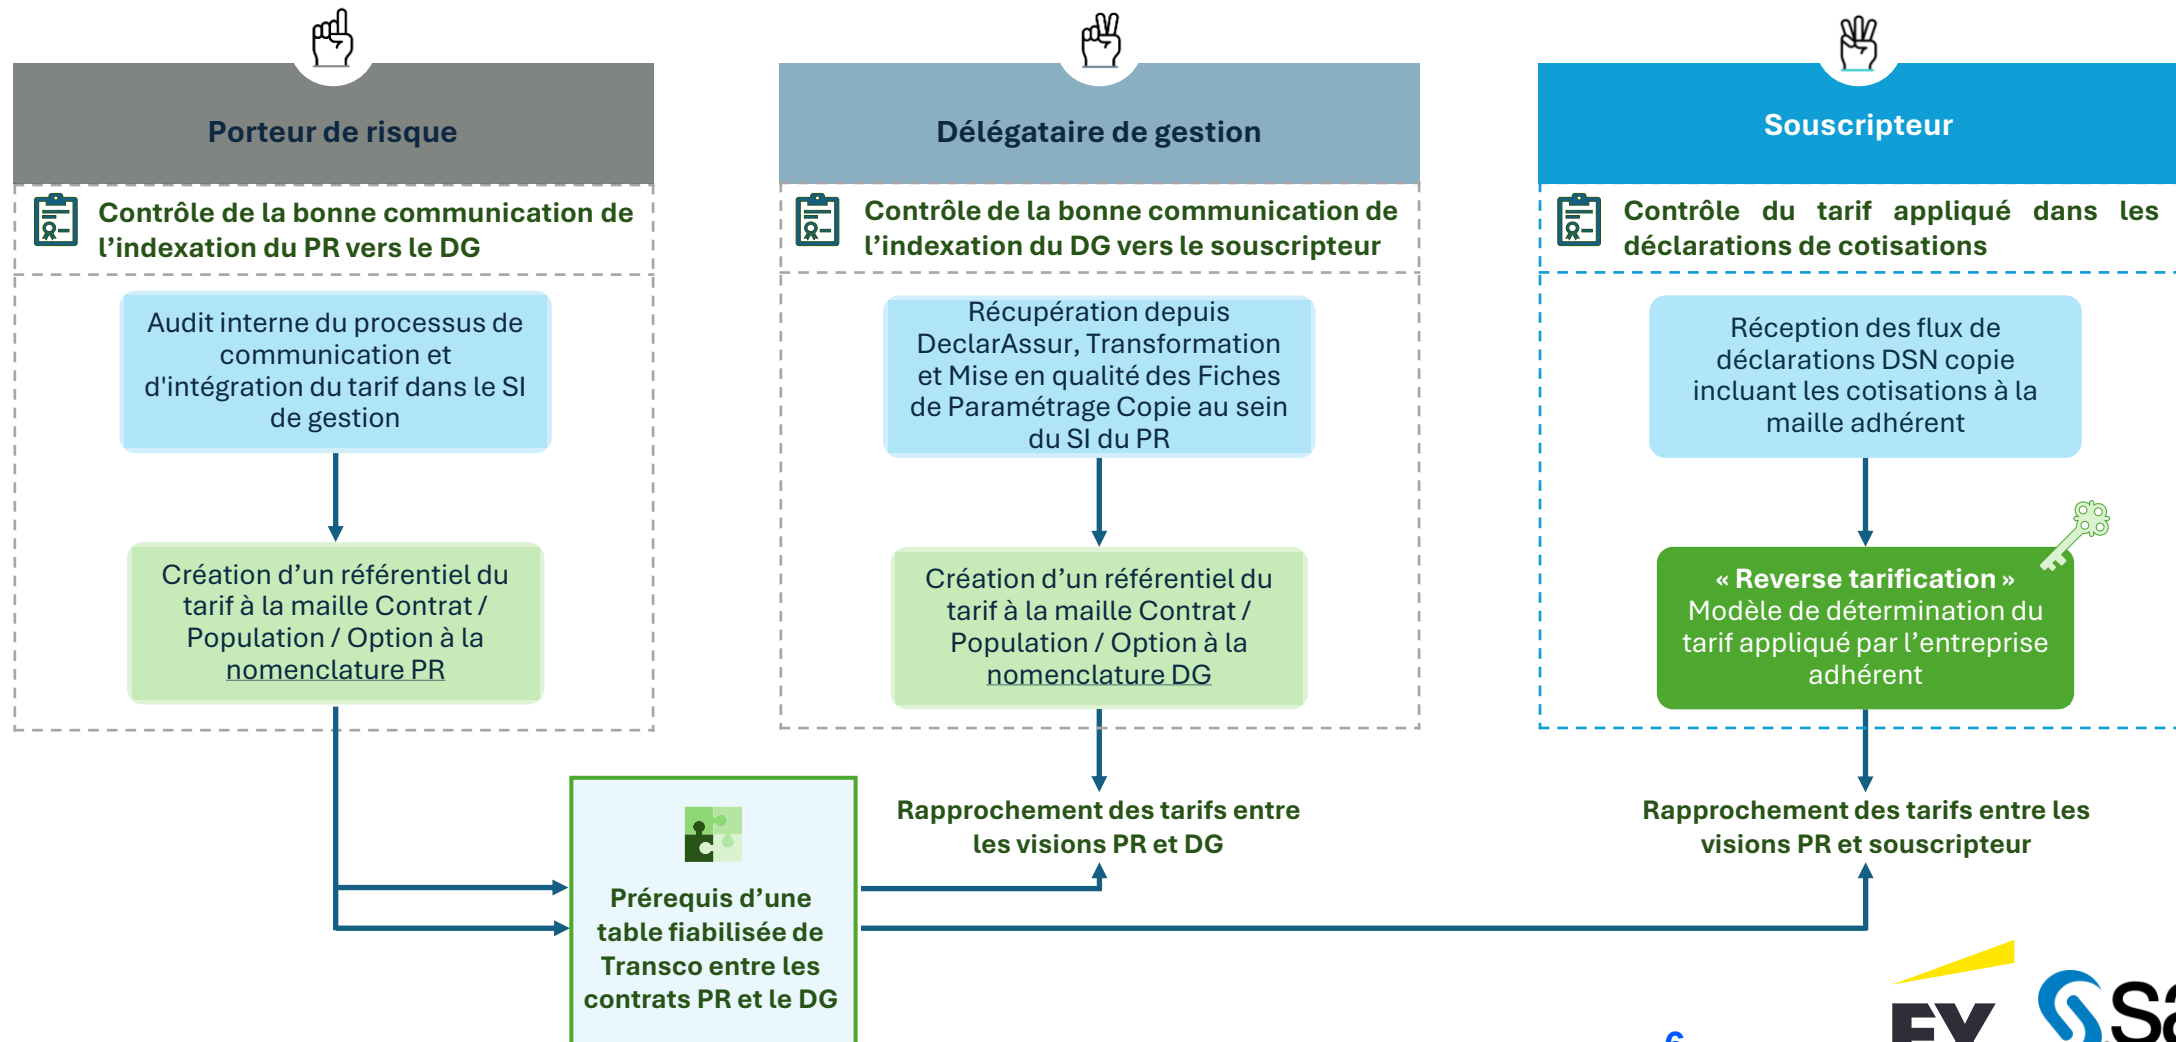 Porteur de risque
Contrôle de la bonne communication de
l’indexation du PR vers le DG
Audit interne du processus de
communication et
d'intégration du tarif dans le SI
de gestion
Création d’un référentiel du
tarif à la maille Contrat /
Population / Option à la
nomenclature PR
Délégataire de gestion
Contrôle de la bonne communication de
l’indexation du DG vers le souscripteur
Récupération depuis
DeclarAssur, Transformation
et Mise en qualité des Fiches
de Paramétrage Copie au sein
du SI du PR
Création d’un référentiel du
tarif à la maille Contrat /
Population / Option à la
nomenclature DG
Souscripteur
Contrôle du tarif appliqué dans les
déclarations de cotisations
Réception des flux de
déclarations DSN copie
incluant les cotisations à la
maille adhérent
« Reverse tarification »
Modèle de détermination du
tarif appliqué par l’entreprise
adhérent
Prérequis d’une
table fiabilisée de
Transco entre les
contrats PR et le DG
Rapprochement des tarifs entre
les visions PR et DG
Rapprochement des tarifs entre les
visions PR et souscripteur
6
EY